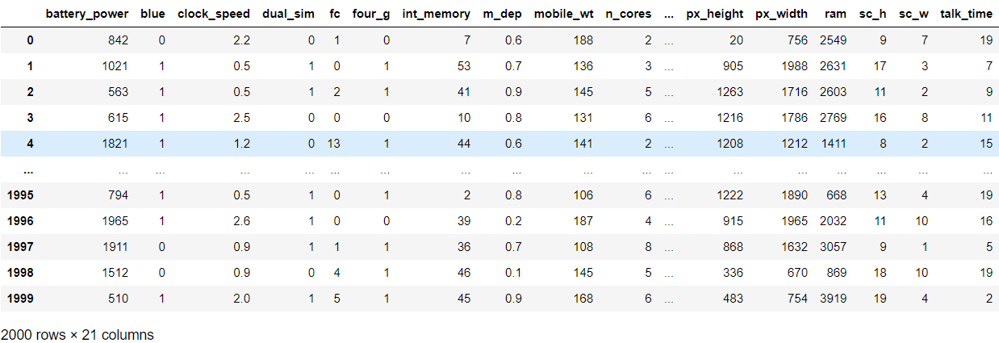 battery_power blue clock_speed dual_sim fc four_g int_memory m_dep mobile_wt n_cores ... px_height px_width ram sc_h sc_w talk_time
0 842 0 2.2 0 1 0 7 0.6 188 2 ... 20 756 2549 9 7 19
1 1021 1 0.5 1 0 1 53 0.7 136 3 ... 905 1988 2631 17 3 7
2 563 1 0.5 1 2 1 41 0.9 145 5 ... 1263 1716 2603 11 2 9
3 615 1 2.5 0 0 0 10 0.8 131 6 ... 1216 1786 2769 16 8 11
4 1821 1 1.2 0 13 1 44 0.6 141 2 ... 1208 1212 1411 8 2 15
... ... ... ... ... ... ... ... ... ... ... ... ... ... ... ... ... ...
1995 794 1 0.5 1 0 1 2 0.8 106 6 ... 1222 1890 668 13 4 19
1996 1965 1 2.6 1 0 0 39 0.2 187 4 ... 915 1965 2032 11 10 16
1997 1911 0 0.9 1 1 1 36 0.7 108 8 ... 868 1632 3057 9 1 5
1998 1512 0 0.9 0 4 1 46 0.1 145 5 ... 336 670 869 18 10 19
1999 510 1 2.0 1 5 1 45 0.9 168 6 ... 483 754 3919 19 4 2
2000 rows × 21 columns